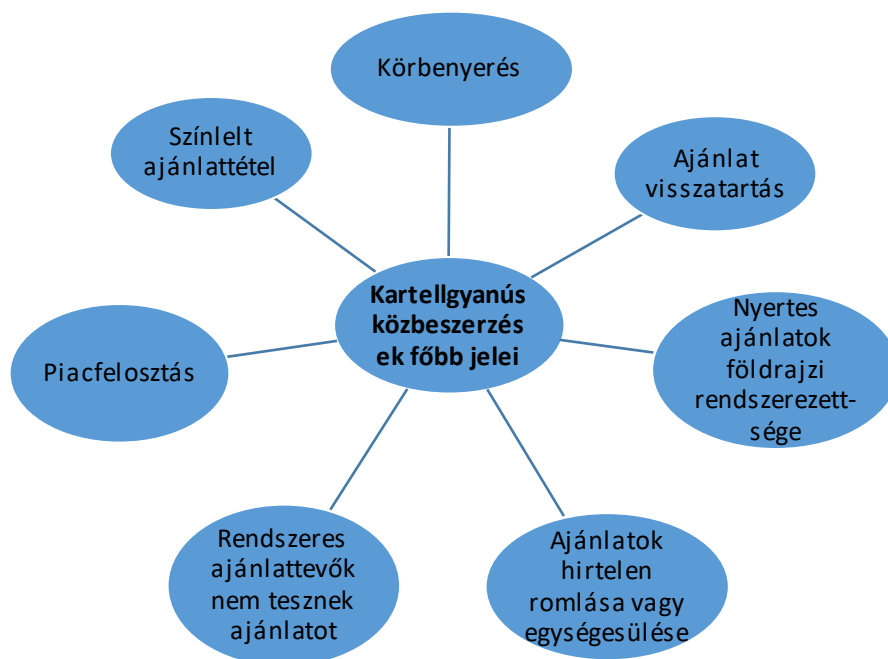 Körbenyerés
Színlelt
ajánlattétel
Ajánlat
visszatartás
Kartellgyanús
közbeszerzés
ek főbb jelei
Nyertes
ajánlatok
földrajzi
rendszerezett-
sége
Piacfelosztás
Rendszeres
ajánlattevők
nem tesznek
ajánlatot
Ajánlatok
hirtelen
romlása vagy
egységesülése